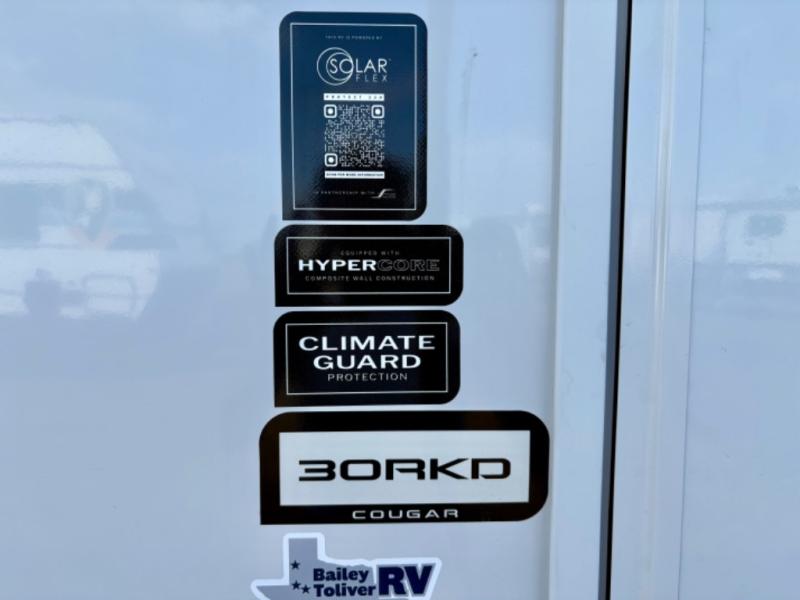 THIS RV IS POWERED BY
SOLAR
FLEX
PROTECT
SCAN FOR MORE INFORMATION
IN PARTNERSHIP WITH
EQUIPPED WITH
HYPERCORE
COMPOSITE WALL CONSTRUCTION
CLIMATE
GUARD
PROTECTION
30RKD
COUGAR
Bailey
Toliver
RV